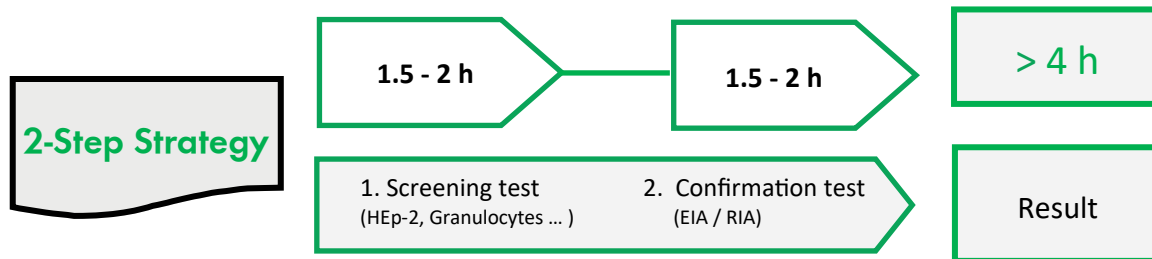 2-Step Strategy
1.5 - 2 h
1.5 - 2 h
> 4 h
1. Screening test
(HEp-2, Granulocytes ... )
2. Confirmation test
(EIA / RIA)
Result